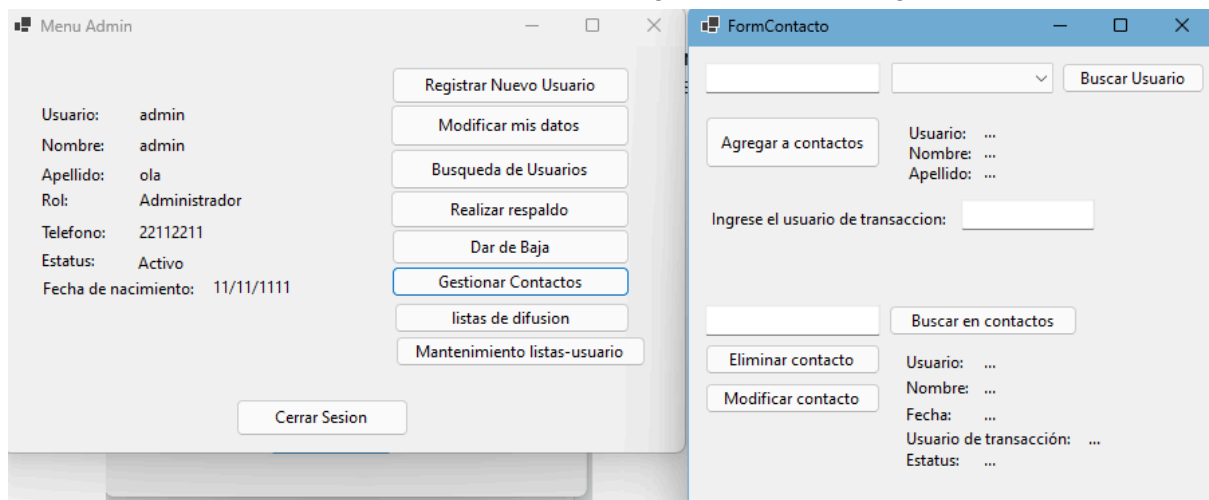 Menu Admin
Registrar Nuevo Usuario
Usuario: admin
Modificar mis datos
Nombre: admin
Apellido: ola
Busqueda de Usuarios
Rol: Administrador
Realizar respaldo
Telefono: 22112211
Dar de Baja
Estatus: Activo
Gestionar Contactos
Fecha de nacimiento: 11/11/1111
listas de difusion
Mantenimiento listas-usuario
Cerrar Sesion
FormContacto
Buscar Usuario
Agregar a contactos
Usuario: ...
Nombre: ...
Apellido: ...
Ingrese el usuario de transaccion:
Buscar en contactos
Eliminar contacto
Usuario: ...
Modificar contacto
Nombre: ...
Fecha: ...
Usuario de transacción: ...
Estatus: ...